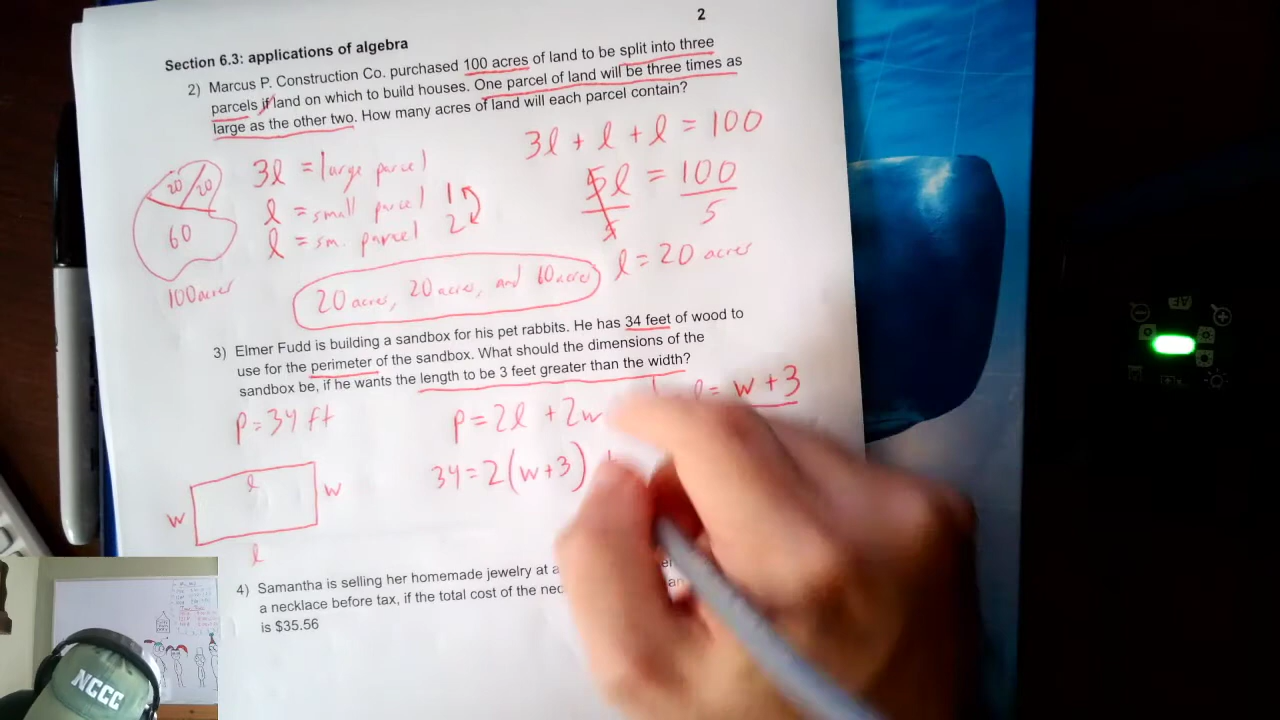 2
Section 6.3: applications of algebra
2) Marcus P. Construction Co. purchased 100 acres of land to be split into three
parcels if land on which to build houses. One parcel of land will be three times as
large as the other two. How many acres of land will each parcel contain?
3l + l + l = 100
20/20
60
100 acres
3l = large parcel
l = small parcel 1
l = sm. parcel 2
5l = 100
5 5
l = 20 acres
20 acres, 20 acres, and 60 acres
3) Elmer Fudd is building a sandbox for his pet rabbits. He has 34 feet of wood to
use for the perimeter of the sandbox. What should the dimensions of the
sandbox be, if he wants the length to be 3 feet greater than the width?
P = 34 ft
P = 2l + 2w
l = w + 3
34 = 2(w+3)
l
w
w
l
4) Samantha is selling her homemade jewelry at a
a necklace before tax, if the total cost of the
is $35.56
NCCC